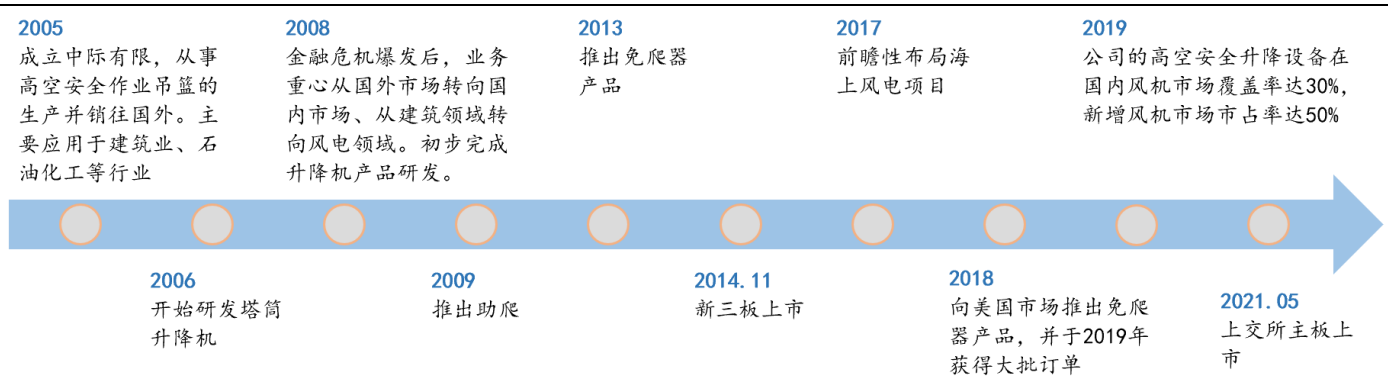 2005
成立中际有限，从事
高空安全作业吊篮的
生产并销往国外。主
要应用于建筑业、石
油化工等行业
2008
金融危机爆发后，业务
重心从国外市场转向国
内市场、从建筑领域转
向风电领域。初步完成
升降机产品研发。
2013
推出免爬器
产品
2017
前瞻性布局海
上风电项目
2019
公司的高空安全升降设备在
国内风机市场覆盖率达30%，
新增风机市场市占率达50%
2006
开始研发塔筒
升降机
2009
推出助爬
2014.11
新三板上市
2018
向美国市场推出免爬
器产品，并于2019年
获得大批订单
2021.05
上交所主板上
市